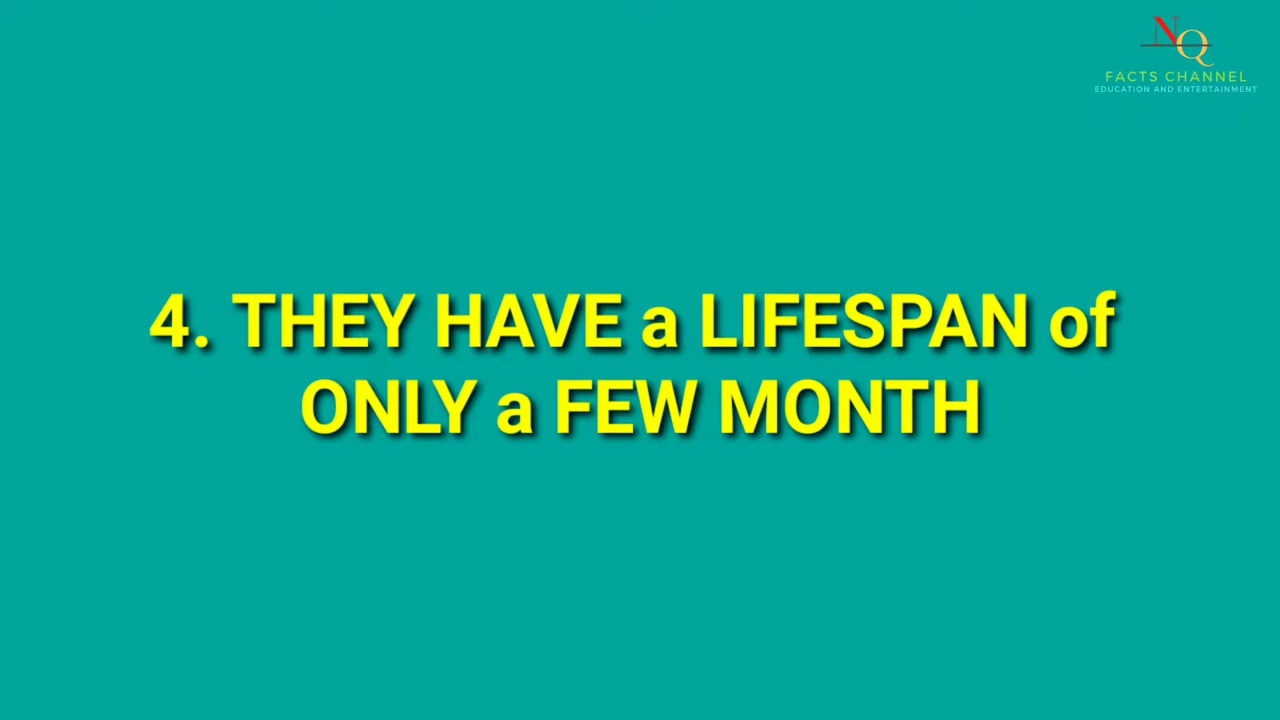 NQ
FACTS CHANNEL
EDUCATION AND ENTERTAINMENT
4. THEY HAVE a LIFESPAN of
ONLY a FEW MONTH